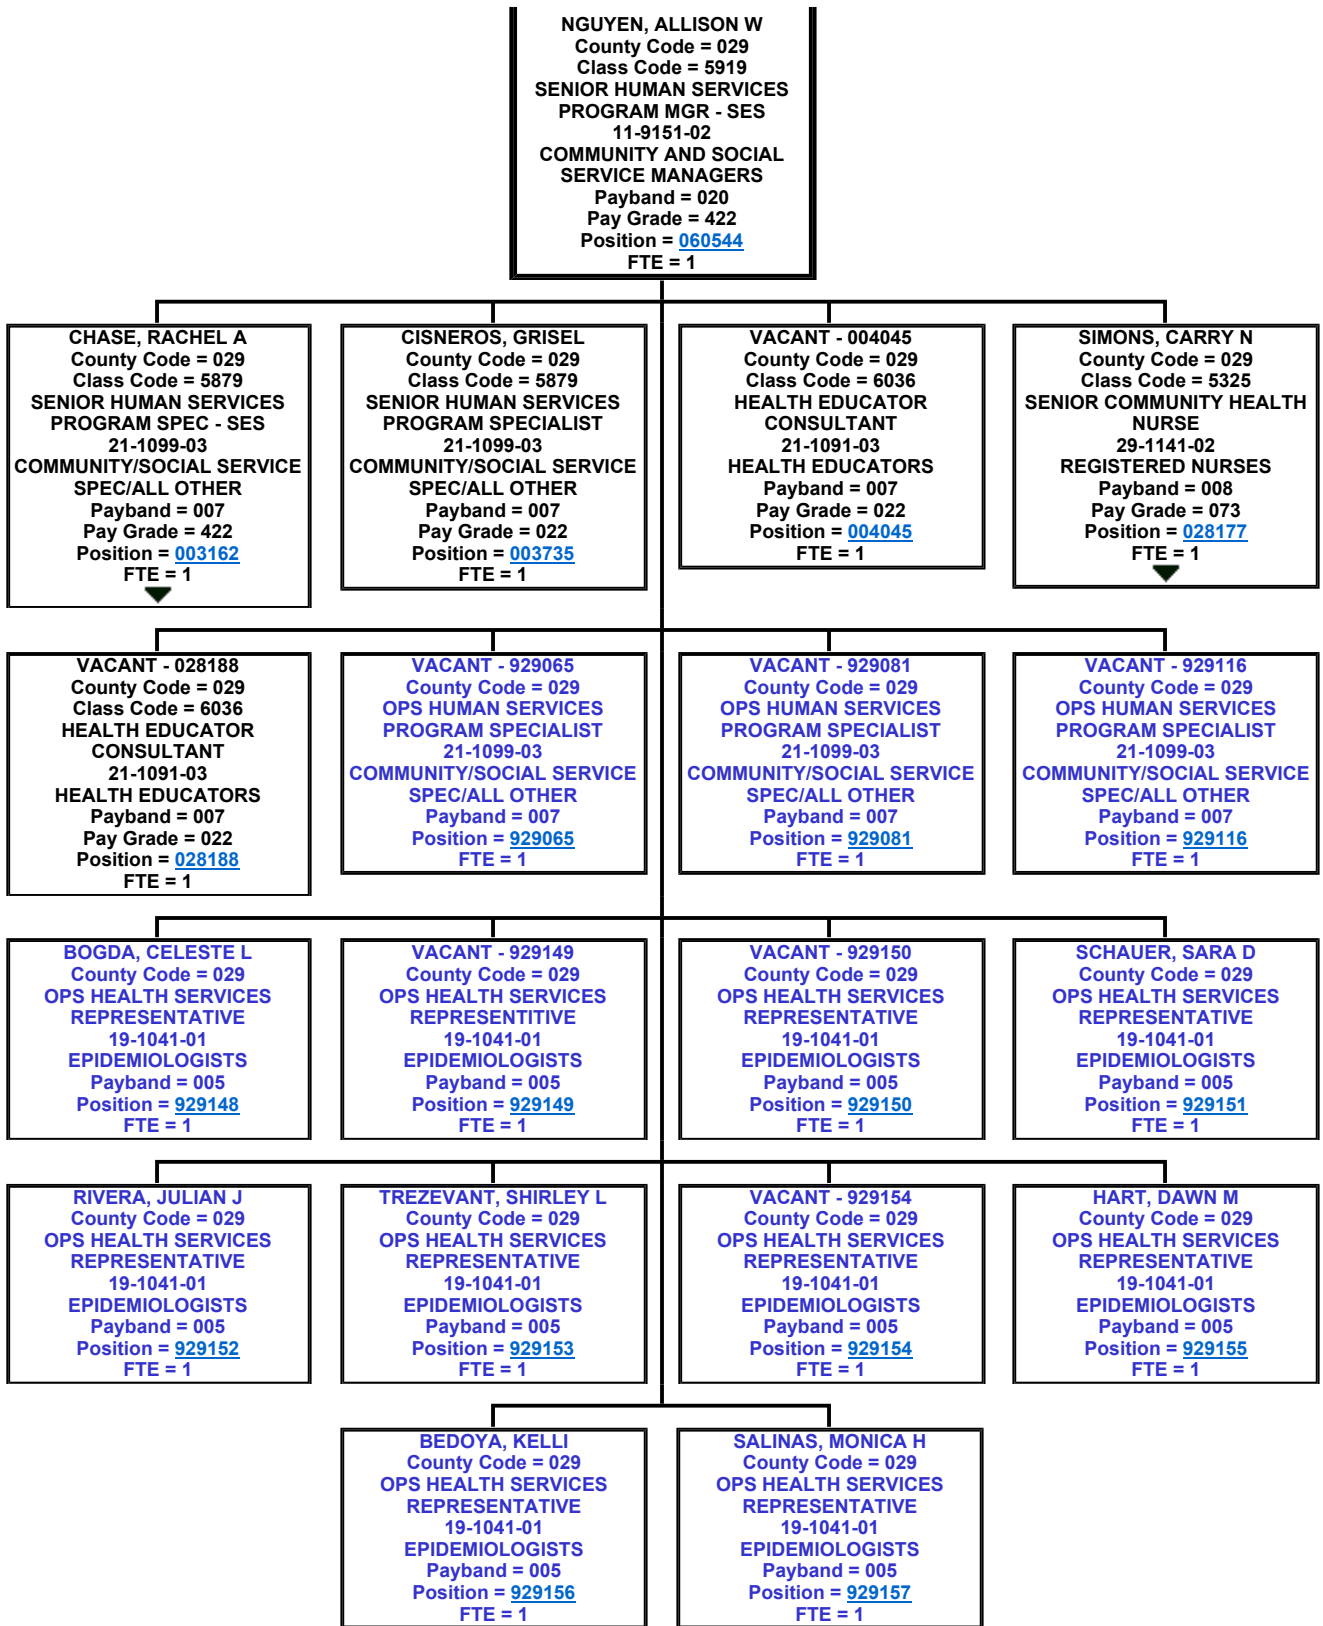 NGUYEN, ALLISON W
County Code = 029
Class Code = 5919
SENIOR HUMAN SERVICES
PROGRAM MGR - SES
11-9151-02
COMMUNITY AND SOCIAL
SERVICE MANAGERS
Payband = 020
Pay Grade = 422
Position = 060544
FTE = 1
CHASE, RACHEL A
County Code = 029
Class Code = 5879
SENIOR HUMAN SERVICES
PROGRAM SPEC - SES
21-1099-03
COMMUNITY/SOCIAL SERVICE
SPEC/ALL OTHER
Payband = 007
Pay Grade = 422
Position = 003162
FTE = 1
CISNEROS, GRISEL
County Code = 029
Class Code = 5879
SENIOR HUMAN SERVICES
PROGRAM SPECIALIST
21-1099-03
COMMUNITY/SOCIAL SERVICE
SPEC/ALL OTHER
Payband = 007
Pay Grade = 022
Position = 003735
FTE = 1
VACANT - 004045
County Code = 029
Class Code = 6036
HEALTH EDUCATOR
CONSULTANT
21-1091-03
HEALTH EDUCATORS
Payband = 007
Pay Grade = 022
Position = 004045
FTE = 1
SIMONS, CARRY N
County Code = 029
Class Code = 5325
SENIOR COMMUNITY HEALTH
NURSE
29-1141-02
REGISTERED NURSES
Payband = 008
Pay Grade = 073
Position = 028177
FTE = 1
VACANT - 028188
County Code = 029
Class Code = 6036
HEALTH EDUCATOR
CONSULTANT
21-1091-03
HEALTH EDUCATORS
Payband = 007
Pay Grade = 022
Position = 028188
FTE = 1
VACANT - 929065
County Code = 029
OPS HUMAN SERVICES
PROGRAM SPECIALIST
21-1099-03
COMMUNITY/SOCIAL SERVICE
SPEC/ALL OTHER
Payband = 007
Position = 929065
FTE = 1
VACANT - 929081
County Code = 029
OPS HUMAN SERVICES
PROGRAM SPECIALIST
21-1099-03
COMMUNITY/SOCIAL SERVICE
SPEC/ALL OTHER
Payband = 007
Position = 929081
FTE = 1
VACANT - 929116
County Code = 029
OPS HUMAN SERVICES
PROGRAM SPECIALIST
21-1099-03
COMMUNITY/SOCIAL SERVICE
SPEC/ALL OTHER
Payband = 007
Position = 929116
FTE = 1
BOGDA, CELESTE L
County Code = 029
OPS HEALTH SERVICES
REPRESENTATIVE
19-1041-01
EPIDEMIOLOGISTS
Payband = 005
Position = 929148
FTE = 1
VACANT - 929149
County Code = 029
OPS HEALTH SERVICES
REPRESENTITIVE
19-1041-01
EPIDEMIOLOGISTS
Payband = 005
Position = 929149
FTE = 1
VACANT - 929150
County Code = 029
OPS HEALTH SERVICES
REPRESENTATIVE
19-1041-01
EPIDEMIOLOGISTS
Payband = 005
Position = 929150
FTE = 1
SCHAUER, SARA D
County Code = 029
OPS HEALTH SERVICES
REPRESENTATIVE
19-1041-01
EPIDEMIOLOGISTS
Payband = 005
Position = 929151
FTE = 1
RIVERA, JULIAN J
County Code = 029
OPS HEALTH SERVICES
REPRESENTATIVE
19-1041-01
EPIDEMIOLOGISTS
Payband = 005
Position = 929152
FTE = 1
TREZEVANT, SHIRLEY L
County Code = 029
OPS HEALTH SERVICES
REPRESENTATIVE
19-1041-01
EPIDEMIOLOGISTS
Payband = 005
Position = 929153
FTE = 1
VACANT - 929154
County Code = 029
OPS HEALTH SERVICES
REPRESENTATIVE
19-1041-01
EPIDEMIOLOGISTS
Payband = 005
Position = 929154
FTE = 1
HART, DAWN M
County Code = 029
OPS HEALTH SERVICES
REPRESENTATIVE
19-1041-01
EPIDEMIOLOGISTS
Payband = 005
Position = 929155
FTE = 1
BEDOYA, KELLI
County Code = 029
OPS HEALTH SERVICES
REPRESENTATIVE
19-1041-01
EPIDEMIOLOGISTS
Payband = 005
Position = 929156
FTE = 1
SALINAS, MONICA H
County Code = 029
OPS HEALTH SERVICES
REPRESENTATIVE
19-1041-01
EPIDEMIOLOGISTS
Payband = 005
Position = 929157
FTE = 1